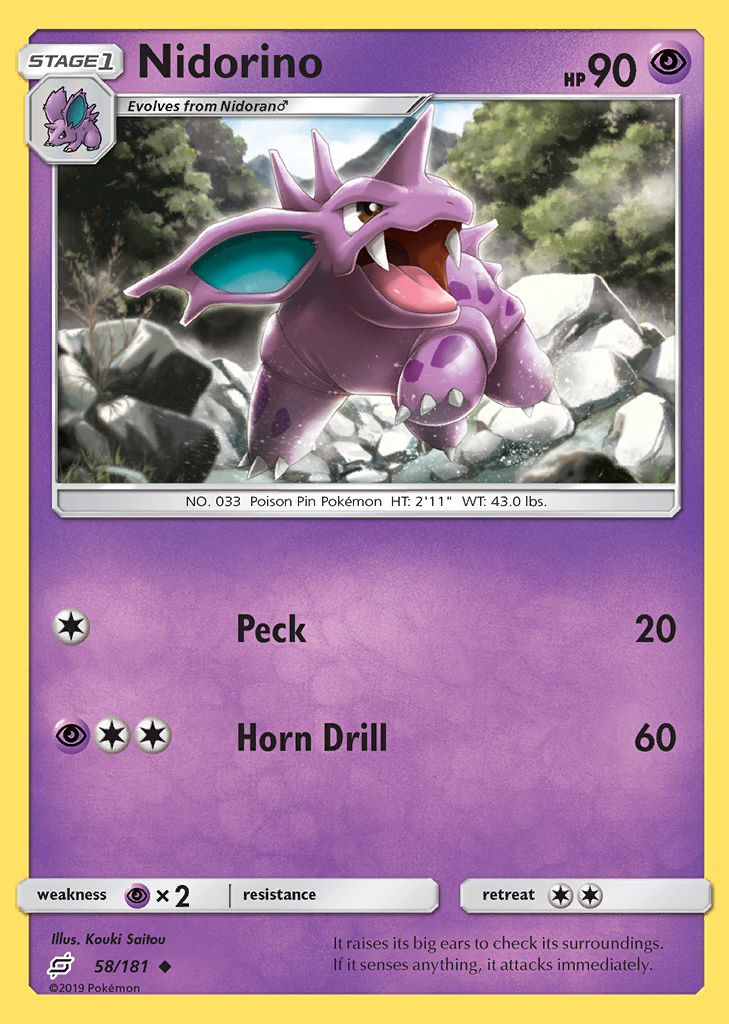 STAGE1 Nidorino HP90
Evolves from Nidoran♂
NO. 033 Poison Pin Pokémon HT: 2'11" WT: 43.0 lbs.
Peck 20
Horn Drill 60
weakness × 2 resistance retreat
Illus. Kouki Saitou
58/181 ◆
©2019 Pokémon
It raises its big ears to check its surroundings.
If it senses anything, it attacks immediately.